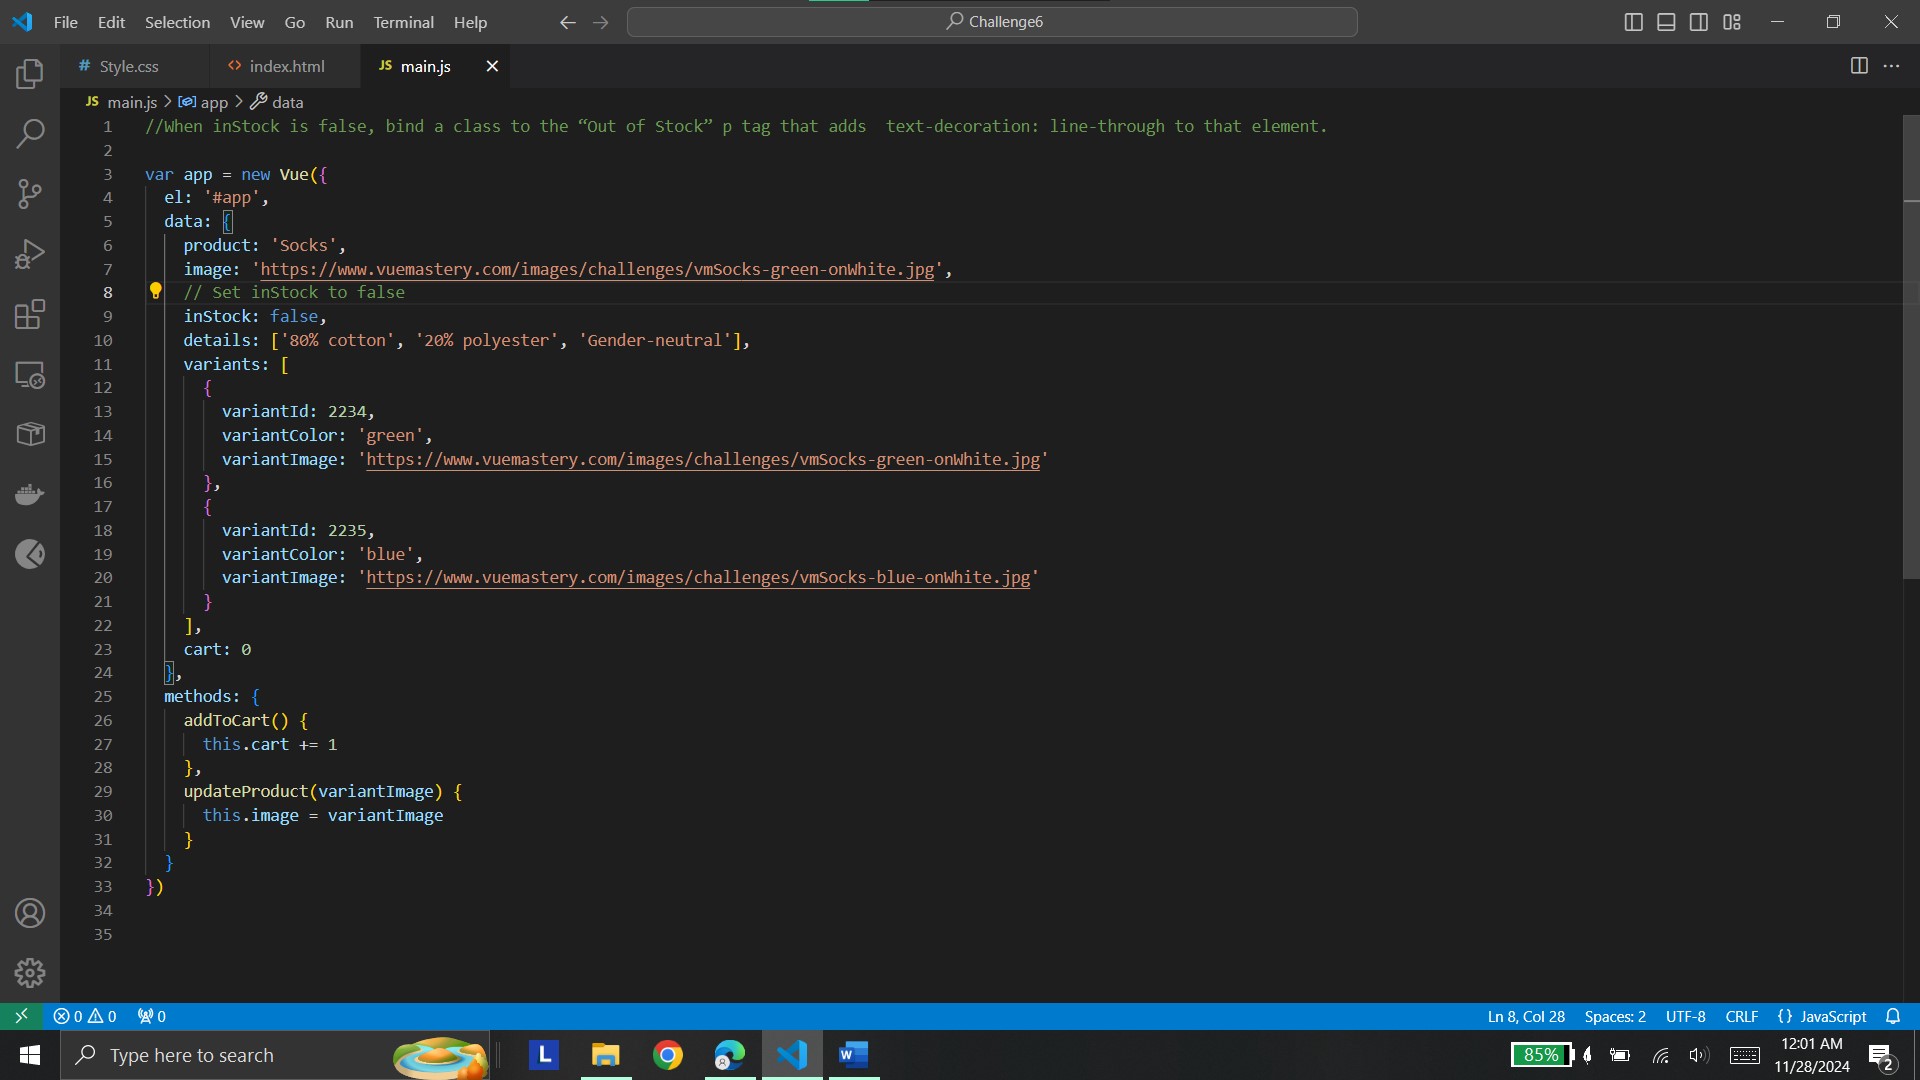 File Edit Selection View Go Run Terminal Help
Challenge6
# Style.css <> index.html JS main.js
JS main.js > app > data
1 //When inStock is false, bind a class to the “Out of Stock” p tag that adds  text-decoration: line-through to that element.
2
3 var app = new Vue({
4 el: '#app',
5 data: {
6 product: 'Socks',
7 image: 'https://www.vuemastery.com/images/challenges/vmSocks-green-onWhite.jpg',
8 // Set inStock to false
9 inStock: false,
10 details: ['80% cotton', '20% polyester', 'Gender-neutral'],
11 variants: [
12 {
13 variantId: 2234,
14 variantColor: 'green',
15 variantImage: 'https://www.vuemastery.com/images/challenges/vmSocks-green-onWhite.jpg'
16 },
17 {
18 variantId: 2235,
19 variantColor: 'blue',
20 variantImage: 'https://www.vuemastery.com/images/challenges/vmSocks-blue-onWhite.jpg'
21 }
22 ],
23 cart: 0
24 },
25 methods: {
26 addToCart() {
27 this.cart += 1
28 },
29 updateProduct(variantImage) {
30 this.image = variantImage
31 }
32 }
33 })
34
35
0 0 0 Ln 8, Col 28 Spaces: 2 UTF-8 CRLF {} JavaScript
Type here to search L W 85% 12:01 AM
11/28/2024 2